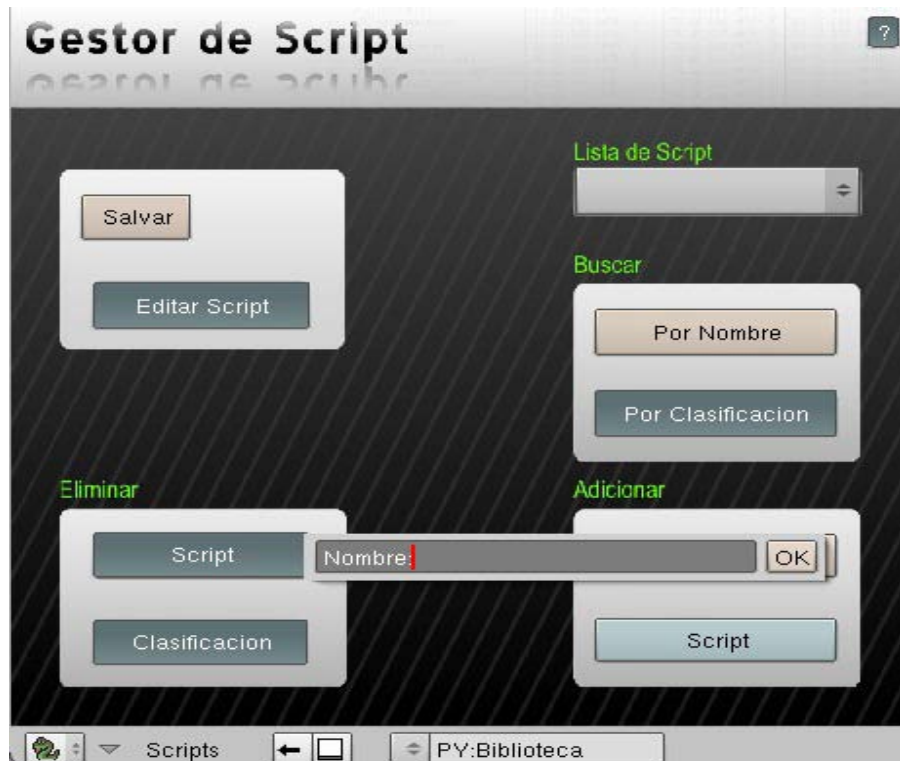 Gestor de Script
?
Lista de Script
Salvar
Editar Script
Buscar
Por Nombre
Por Clasificacion
Eliminar
Adicionar
Script
Nombre:
OK
Clasificacion
Script
Scripts
PY:Biblioteca